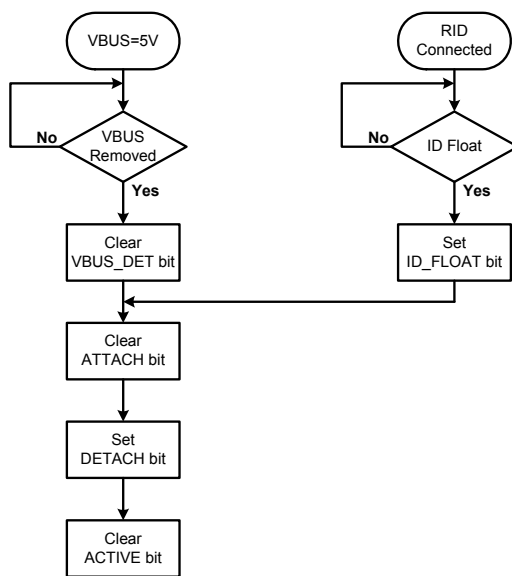 VBUS=5V
VBUS
Removed
No
Yes
Clear
VBUS_DET bit
Clear
ATTACH bit
Set
DETACH bit
Clear
ACTIVE bit
RID
Connected
ID Float
No
Yes
Set
ID_FLOAT bit